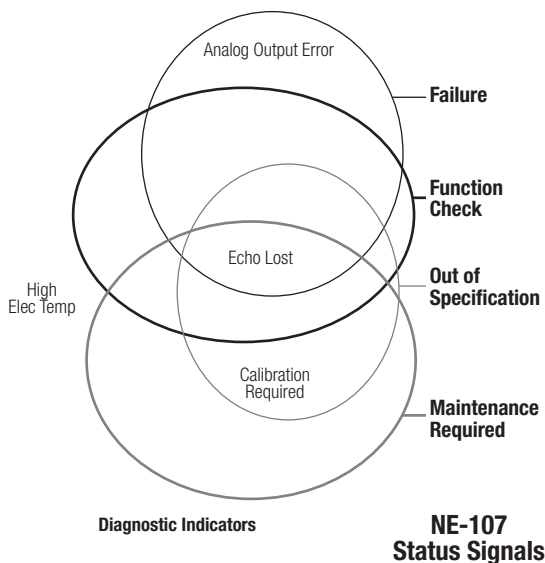 Analog Output Error
Failure
Function
Check
Echo Lost
Out of
Specification
High
Elec Temp
Calibration
Required
Maintenance
Required
Diagnostic Indicators
NE-107
Status Signals